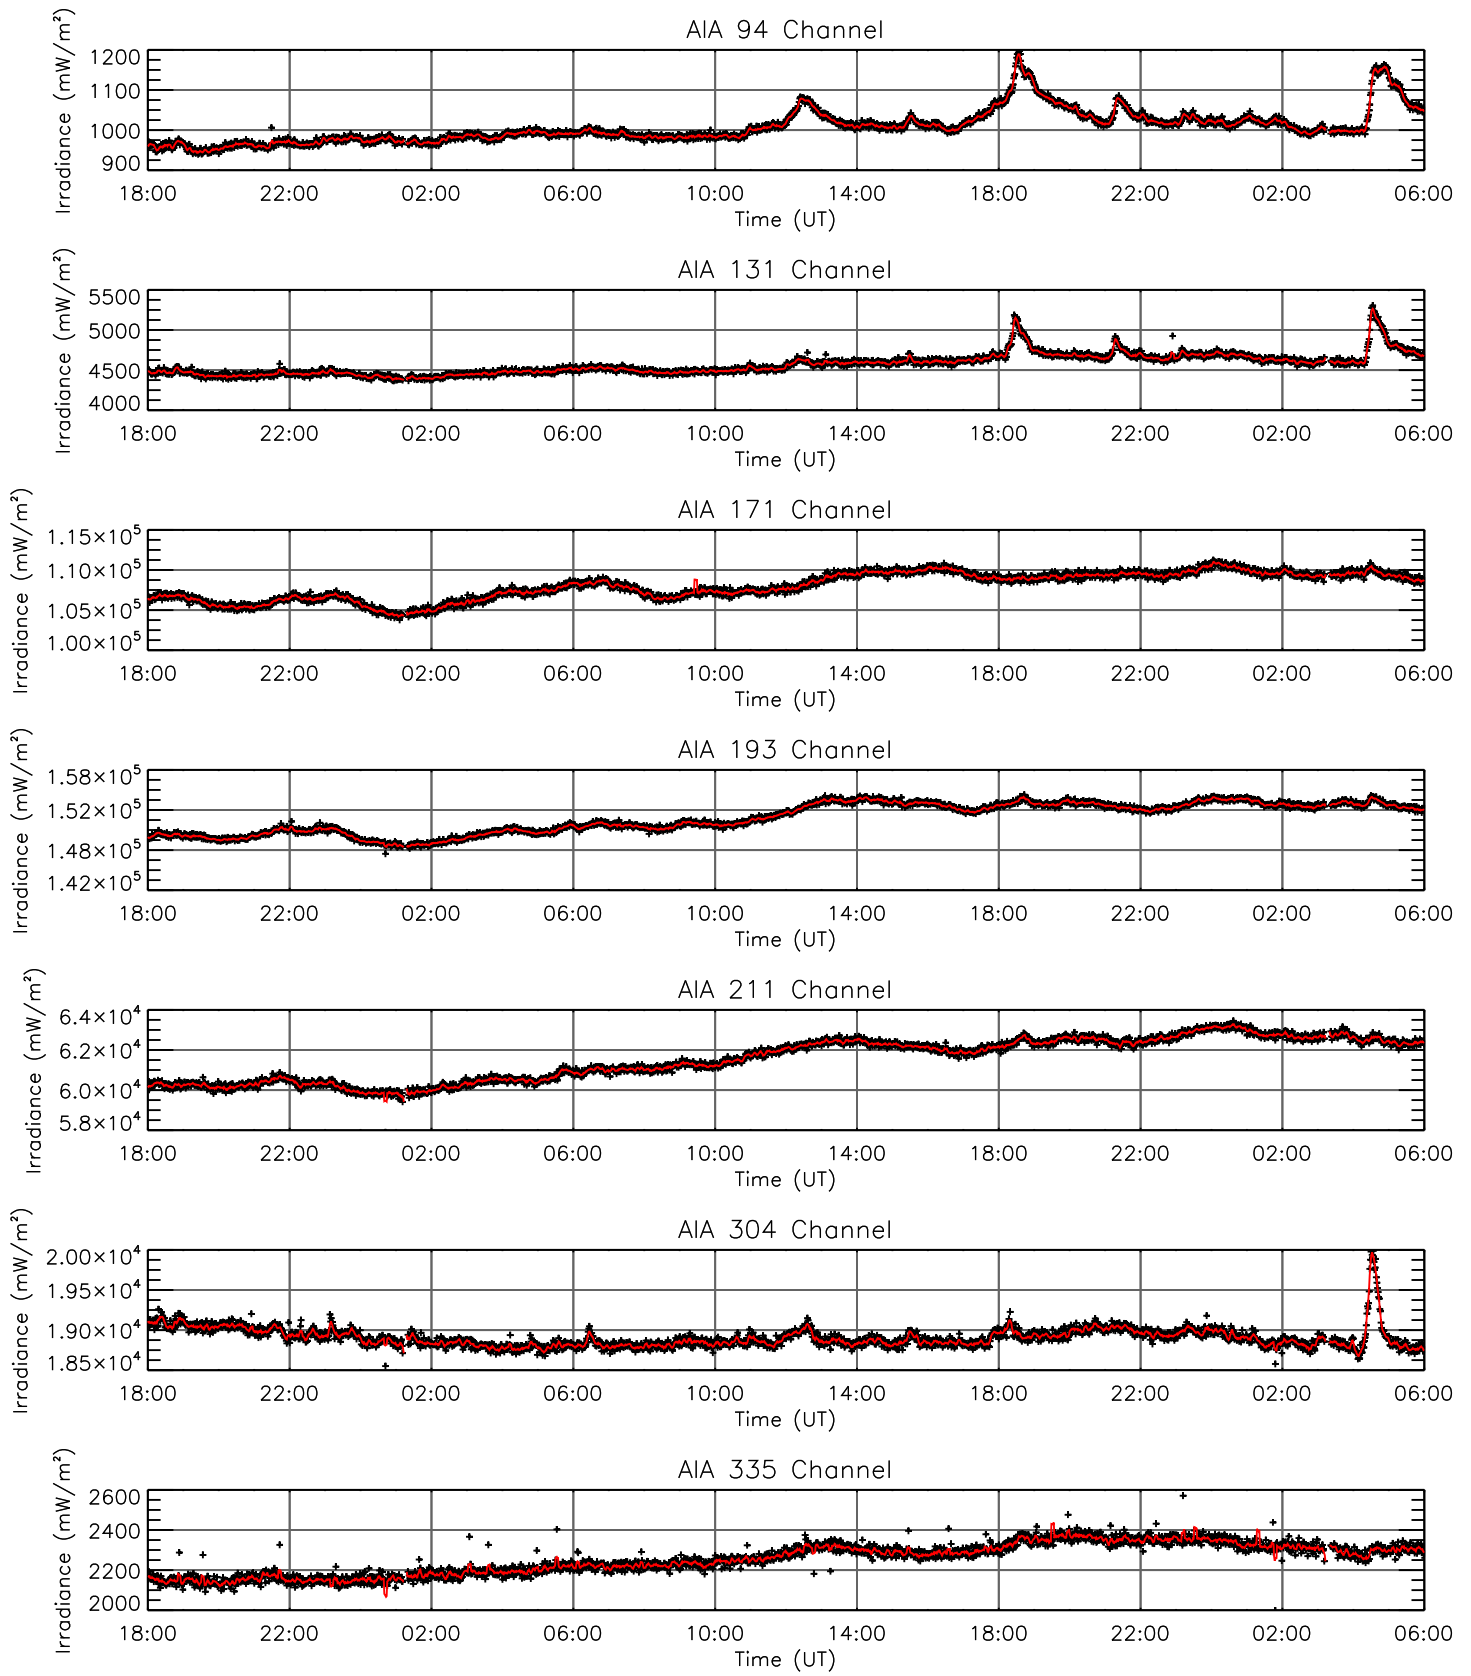 AIA 94 Channel
Irradiance (mW/m²)
1200
1100
1000
900
18:00 22:00 02:00 06:00 10:00 14:00 18:00 22:00 02:00 06:00
Time (UT)
AIA 131 Channel
Irradiance (mW/m²)
5500
5000
4500
4000
18:00 22:00 02:00 06:00 10:00 14:00 18:00 22:00 02:00 06:00
Time (UT)
AIA 171 Channel
Irradiance (mW/m²)
1.15×10⁵
1.10×10⁵
1.05×10⁵
1.00×10⁵
18:00 22:00 02:00 06:00 10:00 14:00 18:00 22:00 02:00 06:00
Time (UT)
AIA 193 Channel
Irradiance (mW/m²)
1.58×10⁵
1.52×10⁵
1.48×10⁵
1.42×10⁵
18:00 22:00 02:00 06:00 10:00 14:00 18:00 22:00 02:00 06:00
Time (UT)
AIA 211 Channel
Irradiance (mW/m²)
6.4×10⁴
6.2×10⁴
6.0×10⁴
5.8×10⁴
18:00 22:00 02:00 06:00 10:00 14:00 18:00 22:00 02:00 06:00
Time (UT)
AIA 304 Channel
Irradiance (mW/m²)
2.00×10⁴
1.95×10⁴
1.90×10⁴
1.85×10⁴
18:00 22:00 02:00 06:00 10:00 14:00 18:00 22:00 02:00 06:00
Time (UT)
AIA 335 Channel
Irradiance (mW/m²)
2600
2400
2200
2000
18:00 22:00 02:00 06:00 10:00 14:00 18:00 22:00 02:00 06:00
Time (UT)